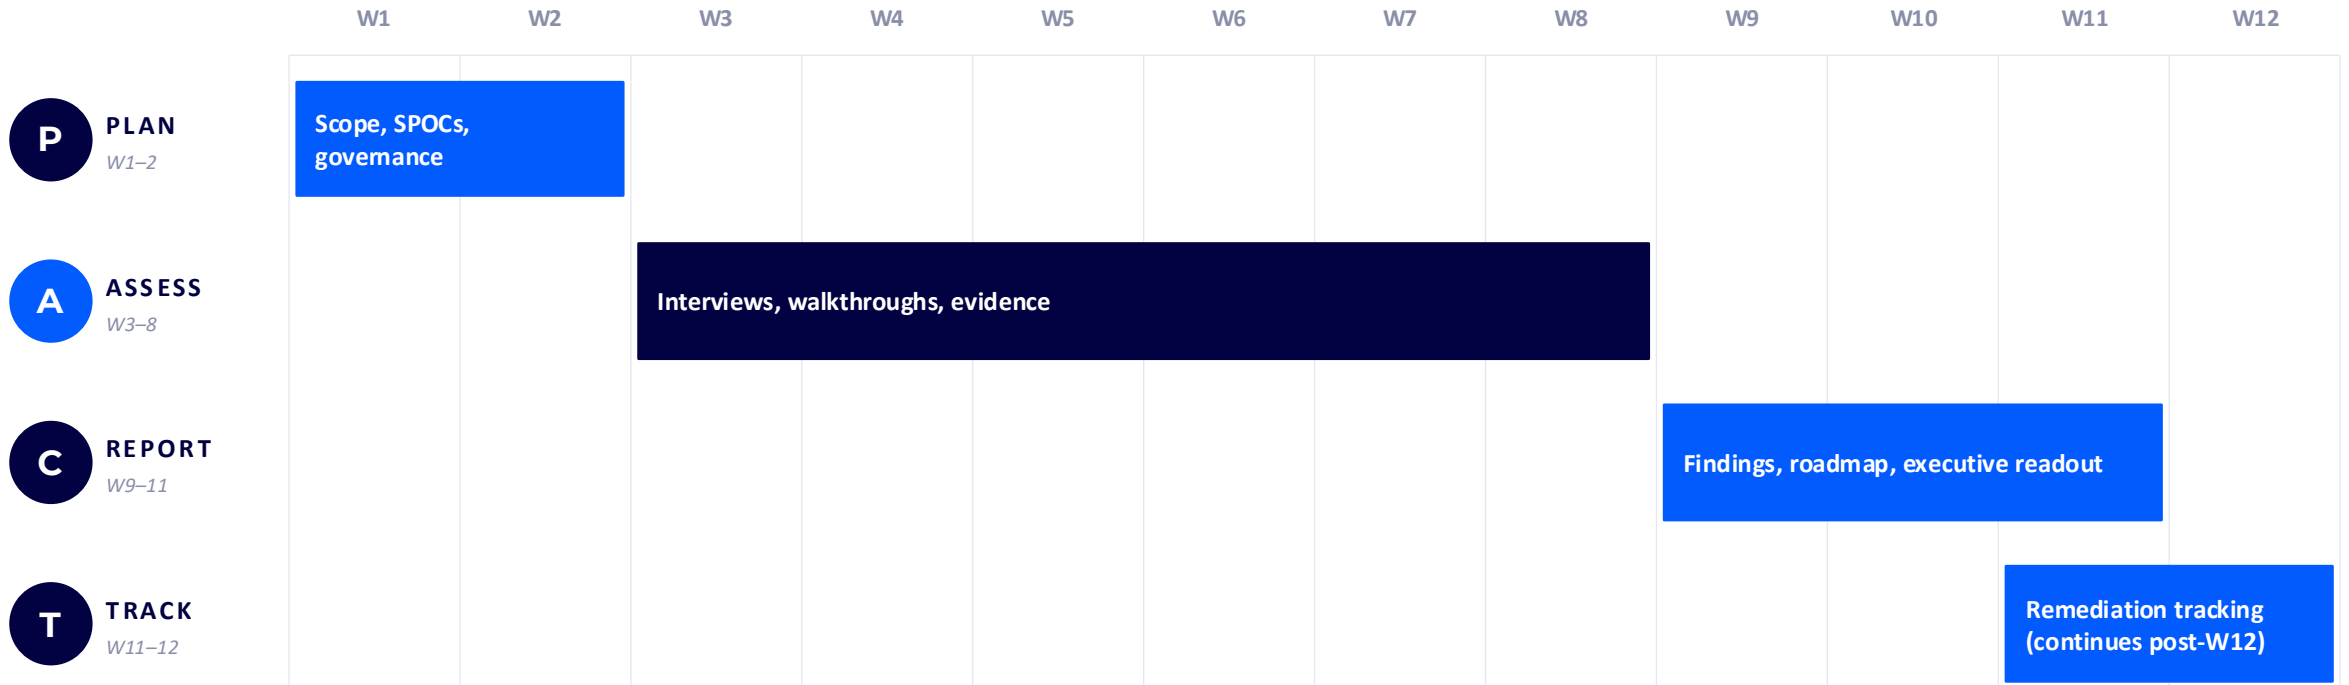 W1 W2 W3 W4 W5 W6 W7 W8 W9 W10 W11 W12
P
PLAN
W1–2
Scope, SPOCs,
governance
A
ASSESS
W3–8
Interviews, walkthroughs, evidence
C
REPORT
W9–11
Findings, roadmap, executive readout
T
TRACK
W11–12
Remediation tracking
(continues post-W12)